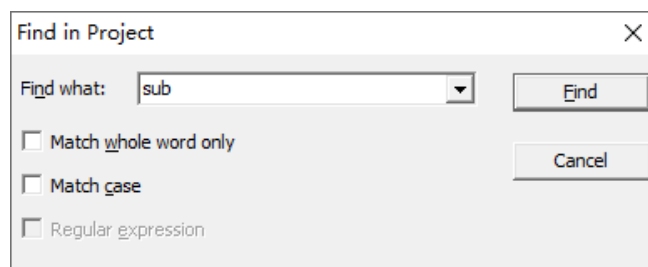 Find in Project
Find what: sub
Find
Match whole word only
Cancel
Match case
Regular expression